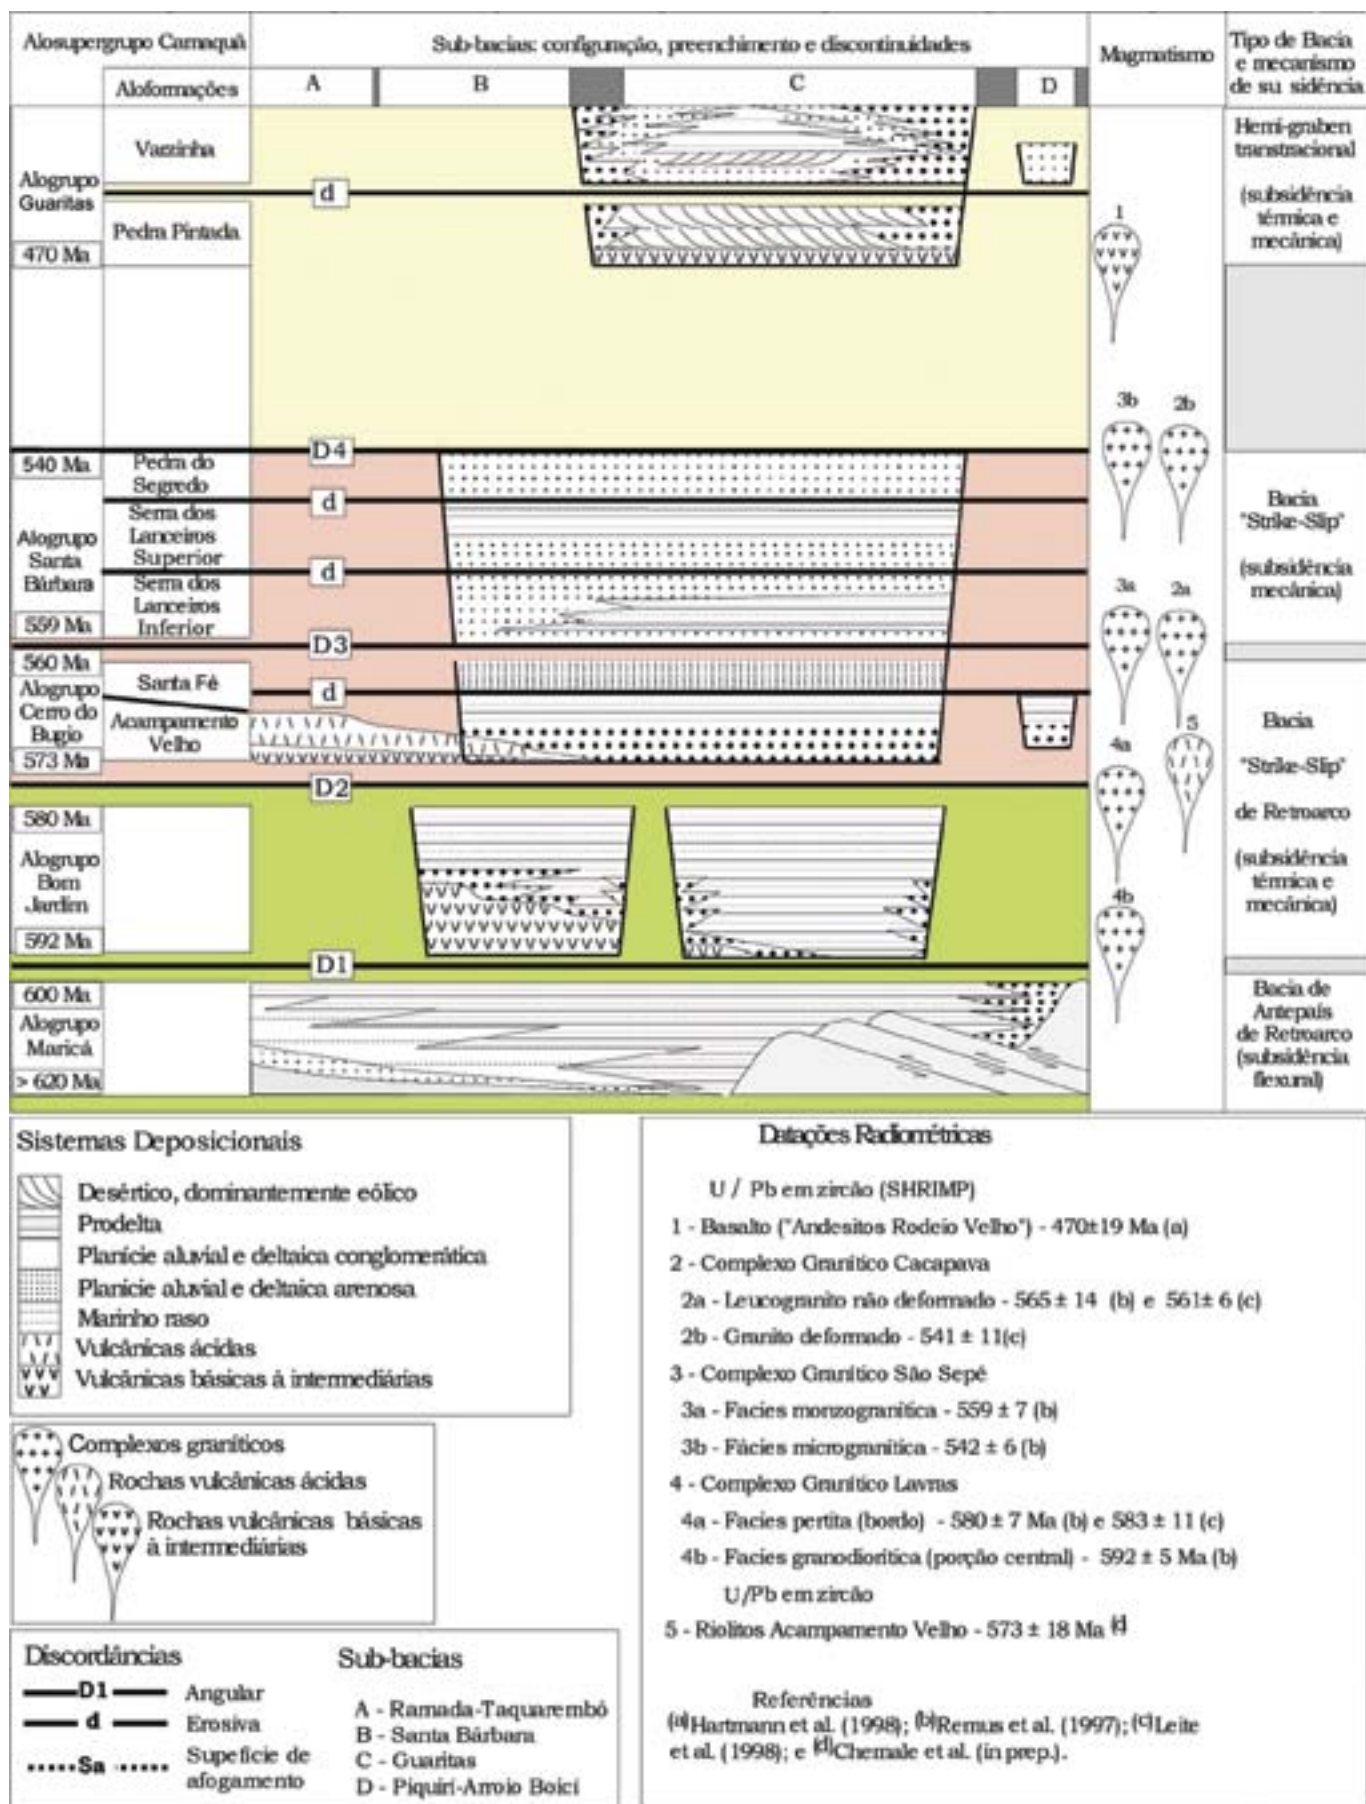 Alosupergrupo Camaquã
Sub-bacias: configuração, preenchimento e discontinuidades
Magmatismo
Tipo de Bacia
e mecanismo
de su sidência
Aloformações
A
B
C
D
Alogrupo
Guaritas
470 Ma
Varzinha
Pedra Pintada
d
1
Hemi-graben
transtracional
(subsidência
térmica e
mecânica)
D4
540 Ma
Alogrupo
Santa
Bárbara
559 Ma
Pedra do
Segredo
Serra dos
Lanceiros
Superior
Serra dos
Lanceiros
Inferior
d
d
3b
2b
3a
2a
Bacia
"Strike-Slip"
(subsidência
mecânica)
D3
560 Ma
Alogrupo
Cerro do
Bugio
573 Ma
Santa Fé
Acampamento
Velho
d
5
4a
D2
580 Ma
Alogrupo
Bom
Jardim
592 Ma
4b
Bacia
"Strike-Slip"
de Retroarco
(subsidência
térmica e
mecânica)
D1
600 Ma
Alogrupo
Maricá
> 620 Ma
Bacia de
Antepaís
de Retroarco
(subsidência
flexural)
Sistemas Deposicionais
Desértico, dominantemente eólico
Prodelta
Planície aluvial e deltaica conglomerática
Planície aluvial e deltaica arenosa
Marinho raso
Vulcânicas ácidas
Vulcânicas básicas à intermediárias
Complexos graníticos
Rochas vulcânicas ácidas
Rochas vulcânicas básicas
à intermediárias
Discordâncias
D1 Angular
d Erosiva
Sa Supefície de
afogamento
Sub-bacias
A - Ramada-Taquarembó
B - Santa Bárbara
C - Guaritas
D - Piquiri-Arroio Boici
Datações Radiométricas
U / Pb em zircão (SHRIMP)
1 - Basalto ("Andesitos Rodeio Velho") - 470±19 Ma (a)
2 - Complexo Granítico Cacapava
2a - Leucogranito não deformado - 565 ± 14 (b) e 561± 6 (c)
2b - Granito deformado - 541 ± 11(c)
3 - Complexo Granítico São Sepé
3a - Facies monzogranítica - 559 ± 7 (b)
3b - Fácies microgranítica - 542 ± 6 (b)
4 - Complexo Granítico Lavras
4a - Facies pertita (bordo) - 580 ± 7 Ma (b) e 583 ± 11 (c)
4b - Facies granodiorítica (porção central) - 592 ± 5 Ma (b)
U/Pb em zircão
5 - Riolitos Acampamento Velho - 573 ± 18 Ma
Referências
(a)Hartmann et al. (1998); (b)Remus et al. (1997); (c)Leite
et al. (1998); e (d)Chemale et al. (in prep.).